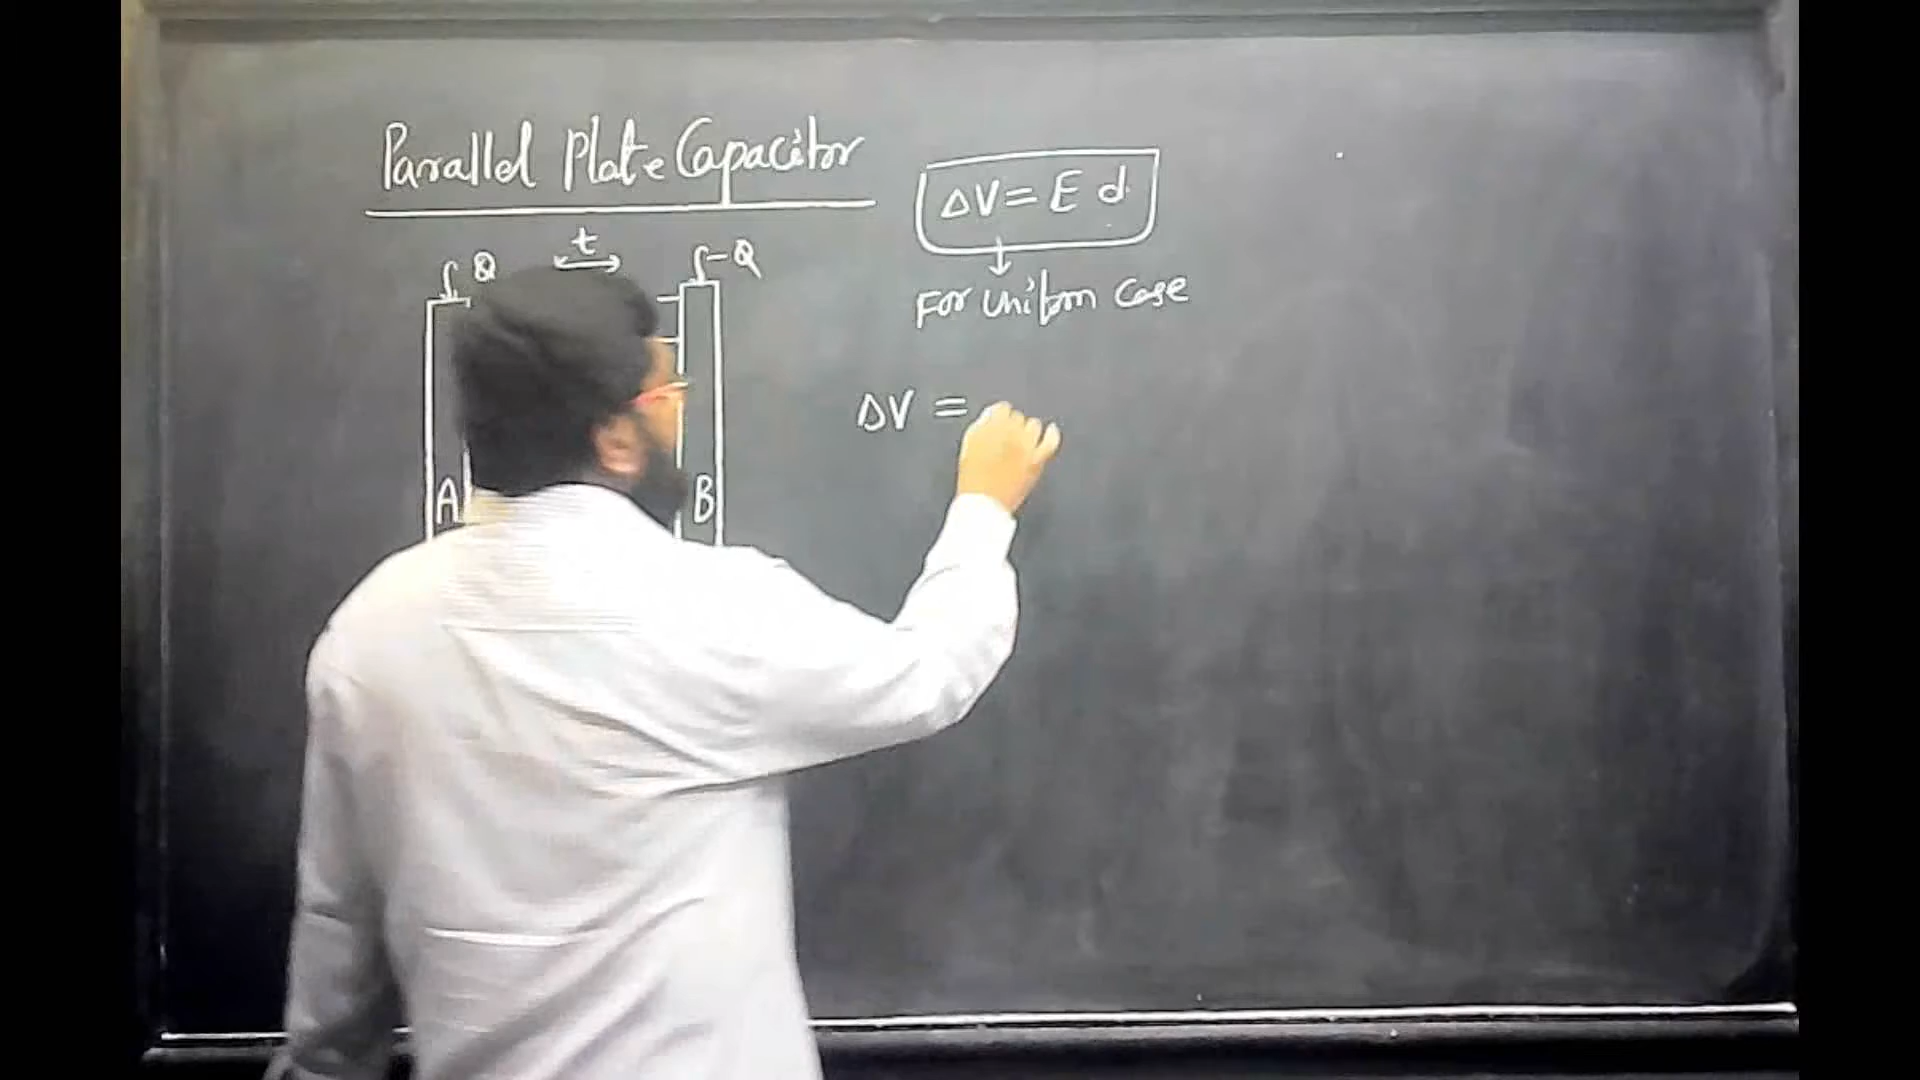 Parallel Plate Capacitor
ΔV = E d
For Uniform Case
t
Q
-Q
ΔV =
A
B